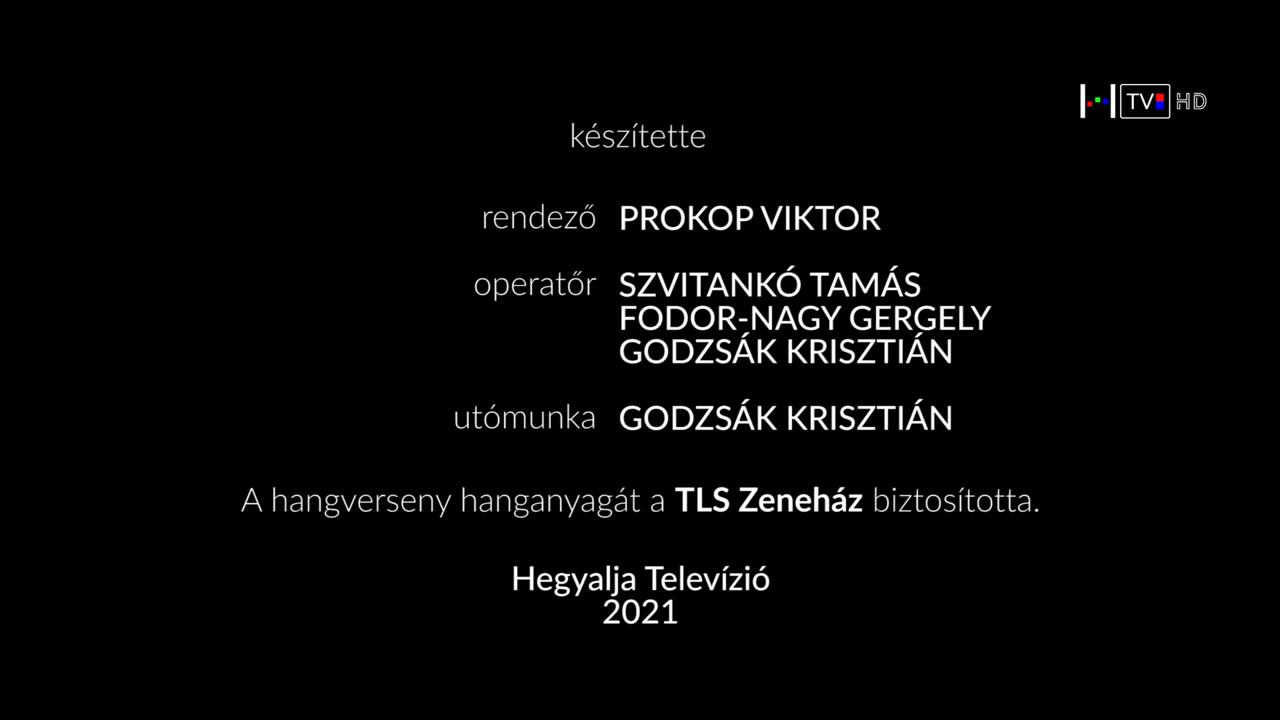 TV HD
készítette
rendező PROKOP VIKTOR
operatőr SZVITANKÓ TAMÁS
FODOR-NAGY GERGELY
GODZSÁK KRISZTIÁN
utómunka GODZSÁK KRISZTIÁN
A hangverseny hanganyagát a TLS Zeneház biztosította.
Hegyalja Televízió
2021